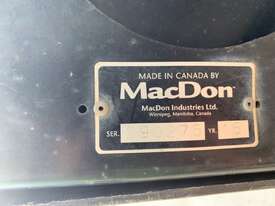 MADE IN CANADA BY
MacDon
MacDon Industries Ltd.
Winnipeg, Manitoba, Canada
SER.
YR.